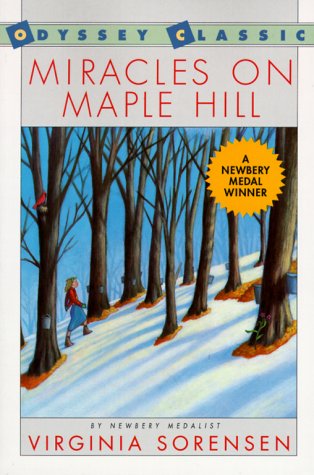 ODYSSEY CLASSIC
MIRACLES ON
MAPLE HILL
A
NEWBERY
MEDAL
WINNER
BY NEWBERY MEDALIST
VIRGINIA SORENSEN